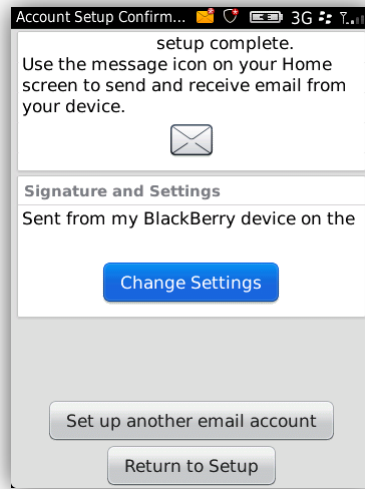 Account Setup Confirm... 3G
setup complete.
Use the message icon on your Home
screen to send and receive email from
your device.
Signature and Settings
Sent from my BlackBerry device on the
Change Settings
Set up another email account
Return to Setup